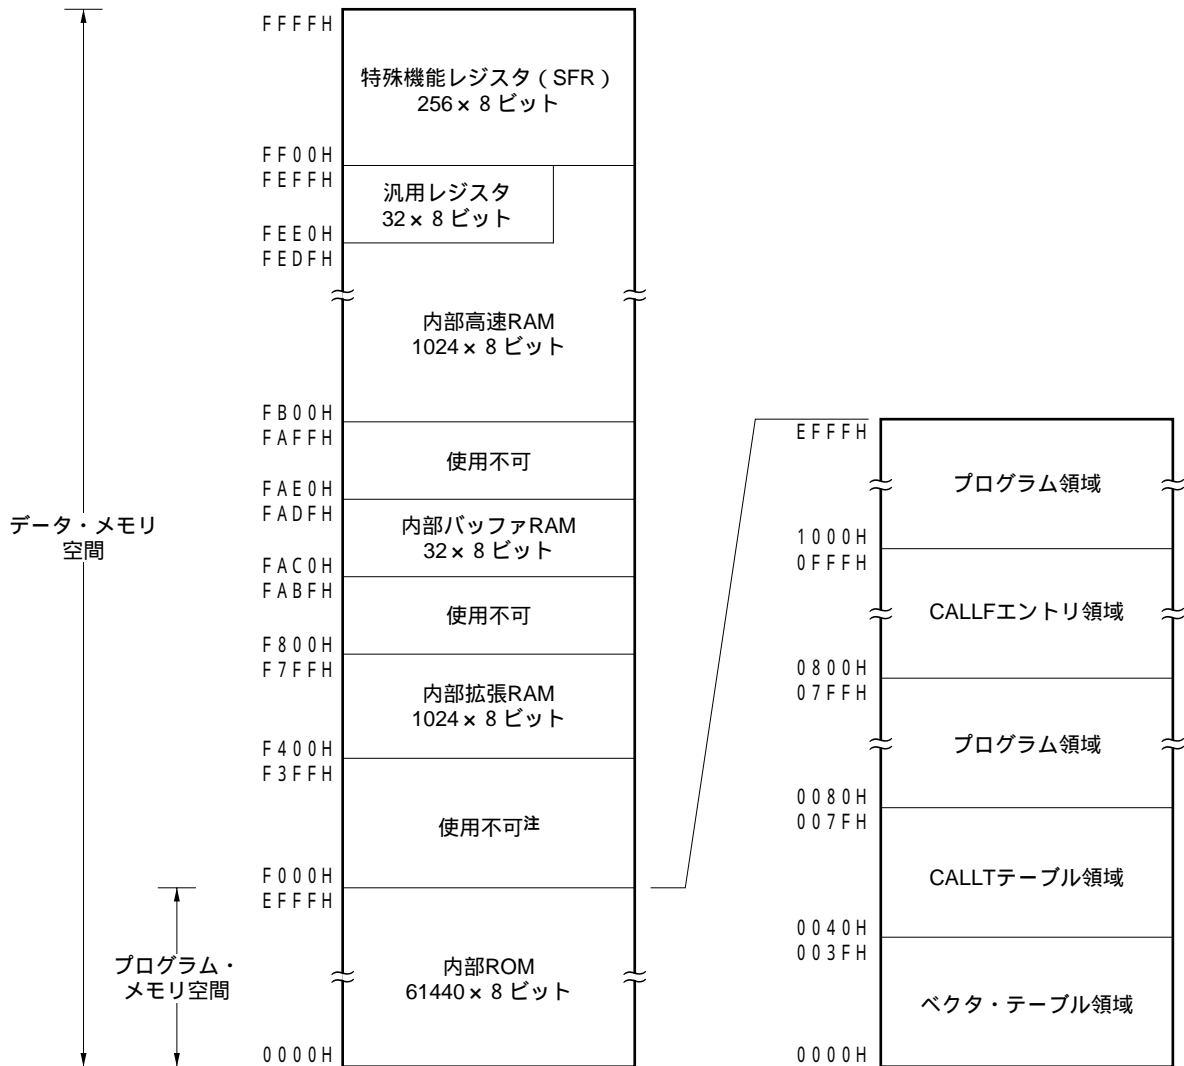 FFFFH
特殊機能レジスタ（SFR）
256×8ビット
FF00H
FEFFH
汎用レジスタ
32×8ビット
FEE0H
FEDFH
内部高速RAM
1024×8ビット
FB00H
FAFFH
使用不可
FAE0H
FADFH
内部バッファRAM
32×8ビット
FAC0H
FABFH
使用不可
F800H
F7FFH
内部拡張RAM
1024×8ビット
F400H
F3FFH
使用不可注
F000H
EFFFH
内部ROM
61440×8ビット
0000H
データ・メモリ
空間
プログラム・
メモリ空間
EFFFH
プログラム領域
1000H
0FFFH
CALLFエントリ領域
0800H
07FFH
プログラム領域
0080H
007FH
CALLTテーブル領域
0040H
003FH
ベクタ・テーブル領域
0000H